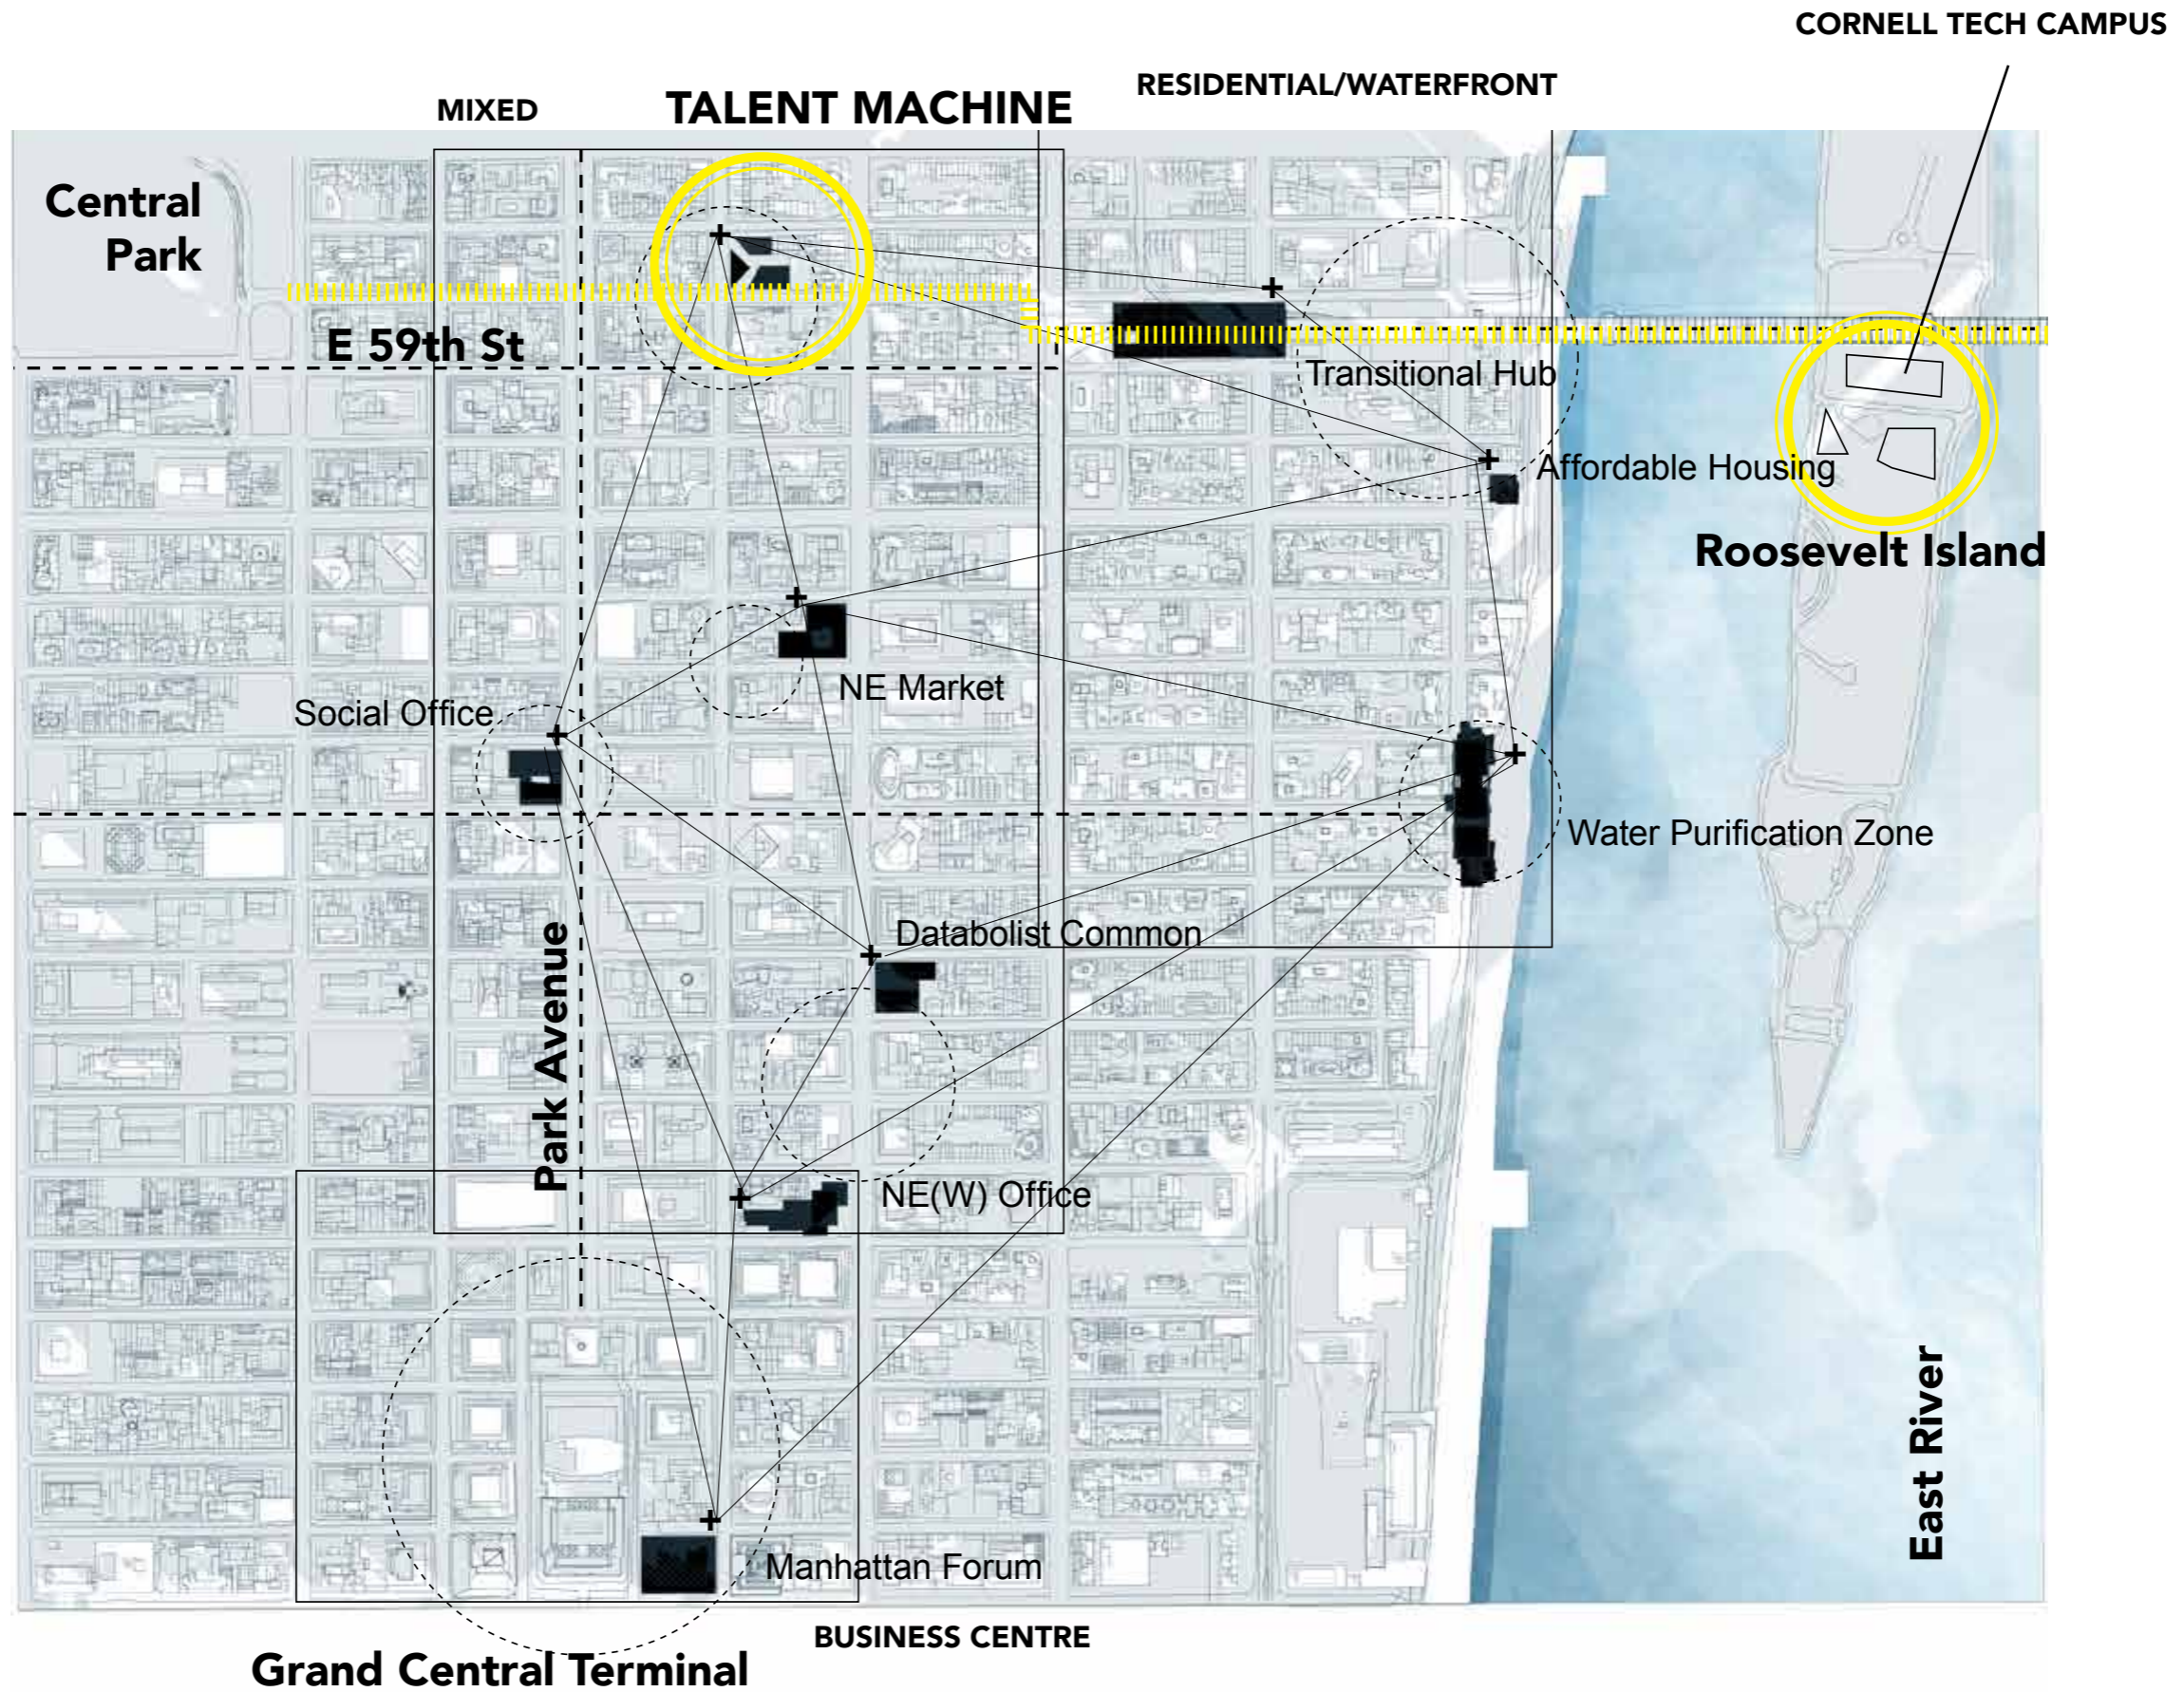 CORNELL TECH CAMPUS
RESIDENTIAL/WATERFRONT
MIXED
TALENT MACHINE
Central
Park
E 59th St
Transitional Hub
Affordable Housing
Roosevelt Island
NE Market
Social Office
Water Purification Zone
Databolist Common
Park Avenue
NE(W) Office
East River
Manhattan Forum
BUSINESS CENTRE
Grand Central Terminal